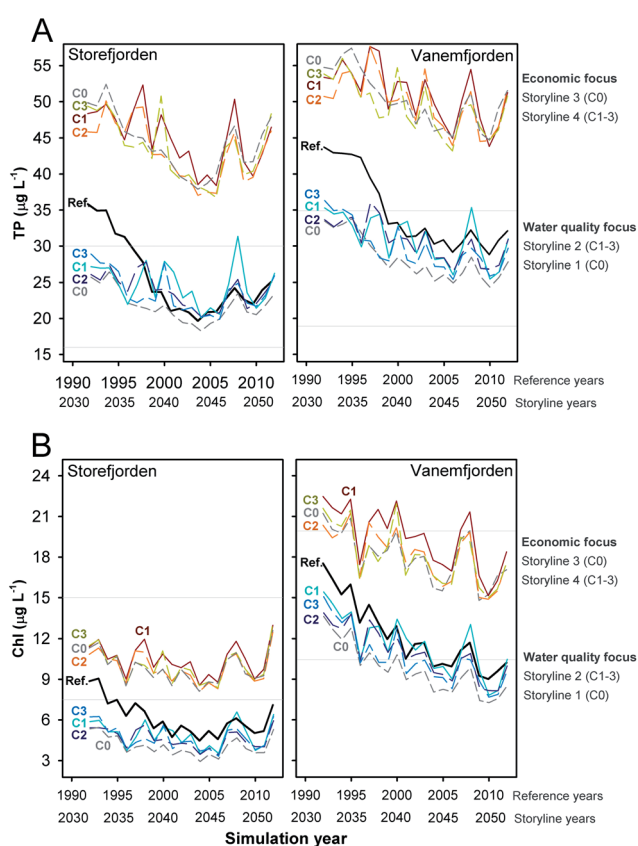 A
Storefjorden
Vanemfjorden
TP (µg L⁻¹)
55
50
45
40
35
30
25
20
15
C0
C3
C1
C2
Ref.
C3
C1
C2
C0
C0
C3
C1
C2
Ref.
C3
C1
C2
C0
Economic focus
Storyline 3 (C0)
Storyline 4 (C1-3)
Water quality focus
Storyline 2 (C1-3)
Storyline 1 (C0)
1990 1995 2000 2005 2010 1990 1995 2000 2005 2010 Reference years
2030 2035 2040 2045 2050 2030 2035 2040 2045 2050 Storyline years
B
Storefjorden
Vanemfjorden
Chl (µg L⁻¹)
24
21
18
15
12
9
6
3
C3
C0
C2
C1
Ref.
C3
C1
C2
C0
C1
C3
C0
C2
Ref.
C1
C3
C2
C0
Economic focus
Storyline 3 (C0)
Storyline 4 (C1-3)
Water quality focus
Storyline 2 (C1-3)
Storyline 1 (C0)
1990 1995 2000 2005 2010 1990 1995 2000 2005 2010 Reference years
2030 2035 2040 2045 2050 2030 2035 2040 2045 2050 Storyline years
Simulation year